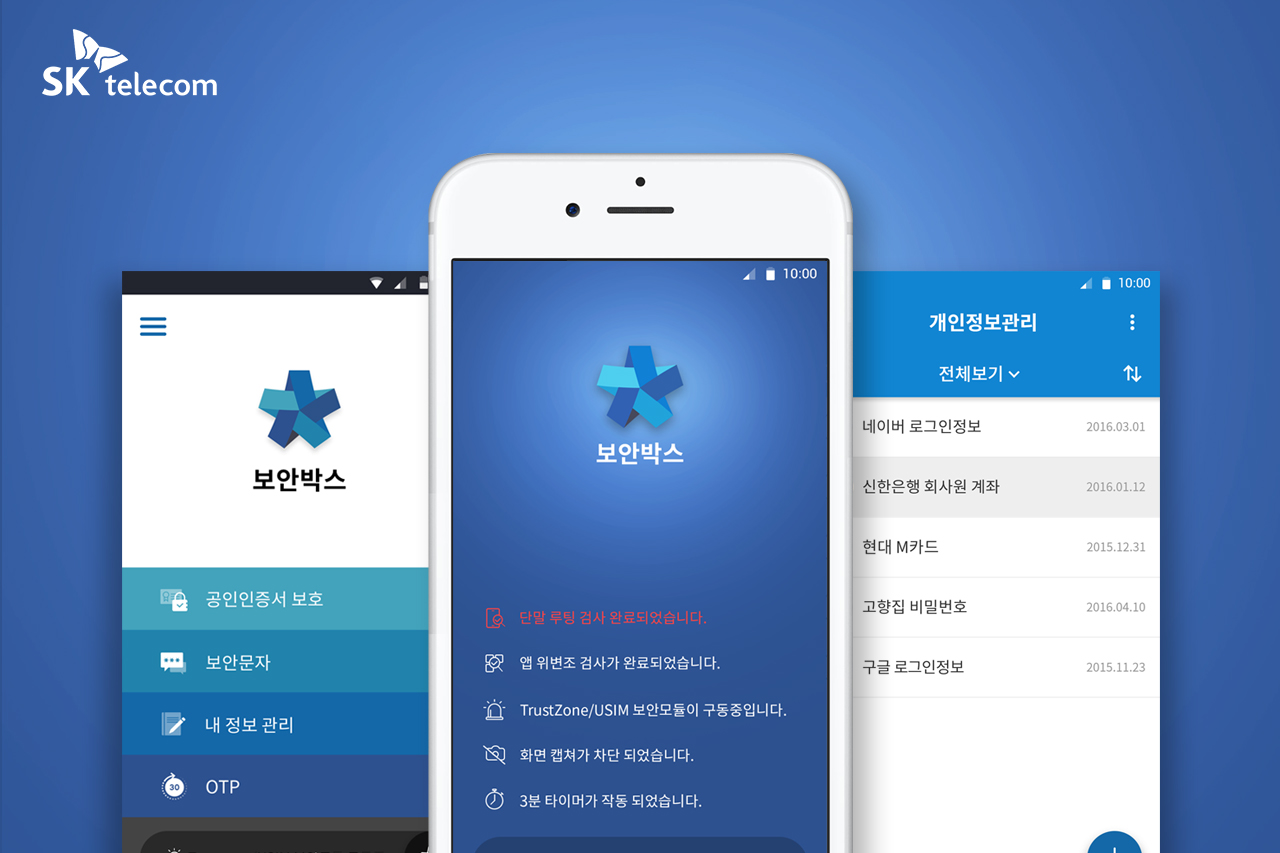 SK telecom
보안박스
공인인증서 보호
보안문자
내 정보 관리
30
OTP
10:00
보안박스
단말 루팅 검사 완료되었습니다.
앱 위변조 검사가 완료되었습니다.
TrustZone/USIM 보안모듈이 구동중입니다.
화면 캡쳐가 차단 되었습니다.
3분 타이머가 작동 되었습니다.
10:00
개인정보관리
전체보기
네이버 로그인정보 2016.03.01
신한은행 회사원 계좌 2016.01.12
현대 M카드 2015.12.31
고향집 비밀번호 2016.04.10
구글 로그인정보 2015.11.23